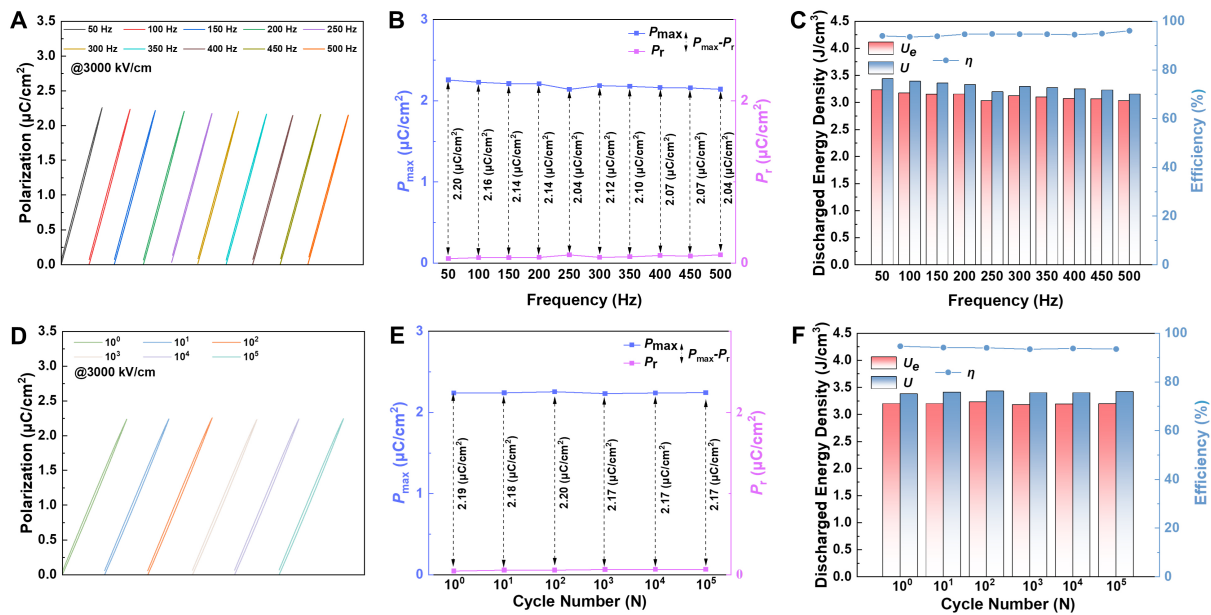 A
50 Hz 100 Hz 150 Hz 200 Hz 250 Hz
300 Hz 350 Hz 400 Hz 450 Hz 500 Hz
@3000 kV/cm
Polarization (μC/cm²)
3.5
3.0
2.5
2.0
1.5
1.0
0.5
0.0
B
Pmax
Pr
Pmax-Pr
Pmax (μC/cm²)
3
2
1
0
2.20 (μC/cm²)
2.16 (μC/cm²)
2.14 (μC/cm²)
2.14 (μC/cm²)
2.04 (μC/cm²)
2.12 (μC/cm²)
2.10 (μC/cm²)
2.07 (μC/cm²)
2.07 (μC/cm²)
2.04 (μC/cm²)
2
0
Pr (μC/cm²)
50 100 150 200 250 300 350 400 450 500
Frequency (Hz)
C
Ue
U
η
Discharged Energy Density (J/cm³)
4.5
4.0
3.5
3.0
2.5
2.0
1.5
1.0
0.5
0.0
100
80
60
40
20
0
Efficiency (%)
50 100 150 200 250 300 350 400 450 500
Frequency (Hz)
D
10⁰ 10¹ 10²
10³ 10⁴ 10⁵
@3000 kV/cm
Polarization (μC/cm²)
3.5
3.0
2.5
2.0
1.5
1.0
0.5
0.0
E
Pmax
Pr
Pmax-Pr
Pmax (μC/cm²)
3
2
1
0
2.19 (μC/cm²)
2.18 (μC/cm²)
2.20 (μC/cm²)
2.17 (μC/cm²)
2.17 (μC/cm²)
2.17 (μC/cm²)
2
0
Pr (μC/cm²)
10⁰ 10¹ 10² 10³ 10⁴ 10⁵
Cycle Number (N)
F
Ue
U
η
Discharged Energy Density (J/cm³)
4.5
4.0
3.5
3.0
2.5
2.0
1.5
1.0
0.5
0.0
100
80
60
40
20
0
Efficiency (%)
10⁰ 10¹ 10² 10³ 10⁴ 10⁵
Cycle Number (N)